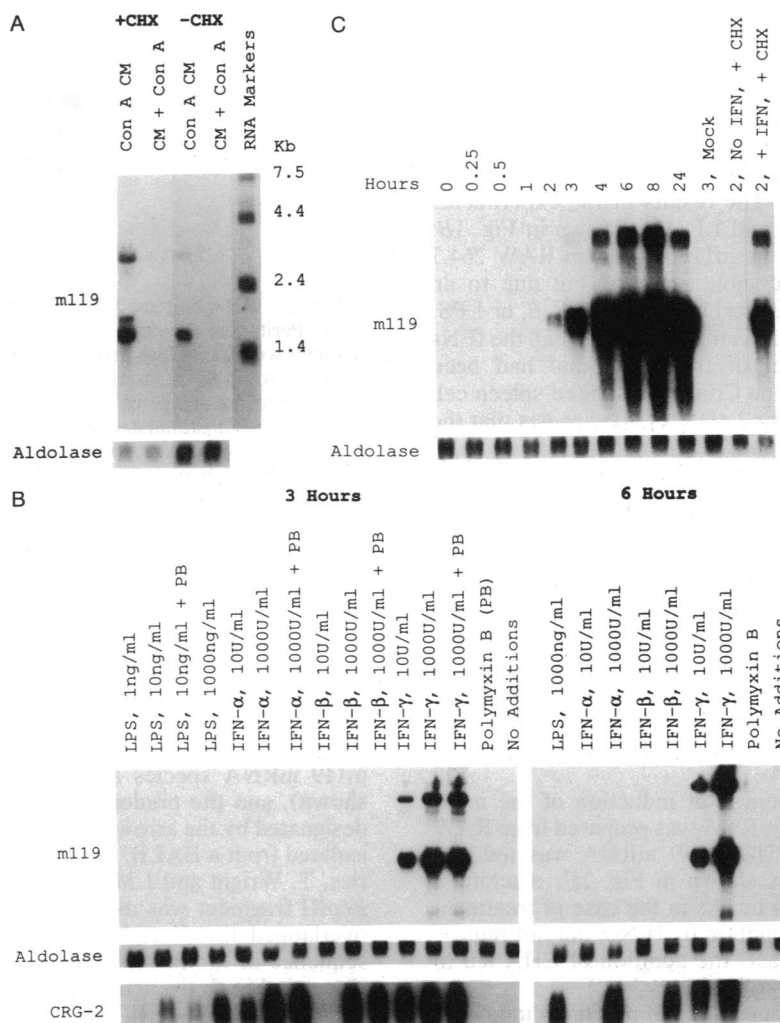 A
+CHX
-CHX
Con A CM
CM + Con A
Con A CM
CM + Con A
RNA Markers
Kb
7.5
4.4
2.4
1.4
m119
Aldolase
C
Hours
0
0.25
0.5
1
2
3
4
6
8
24
3, Mock
2, No IFN, + CHX
2, + IFN, + CHX
m119
Aldolase
B
3 Hours
LPS, 1ng/ml
LPS, 10ng/ml
LPS, 10ng/ml + PB
LPS, 1000ng/ml
IFN-α, 10U/ml
IFN-α, 1000U/ml
IFN-α, 1000U/ml + PB
IFN-β, 10U/ml
IFN-β, 1000U/ml
IFN-β, 1000U/ml + PB
IFN-γ, 10U/ml
IFN-γ, 1000U/ml
IFN-γ, 1000U/ml + PB
Polymyxin B (PB)
No Additions
6 Hours
LPS, 1000ng/ml
IFN-α, 10U/ml
IFN-α, 1000U/ml
IFN-β, 10U/ml
IFN-β, 1000U/ml
IFN-γ, 10U/ml
IFN-γ, 1000U/ml
Polymyxin B
No Additions
m119
Aldolase
CRG-2